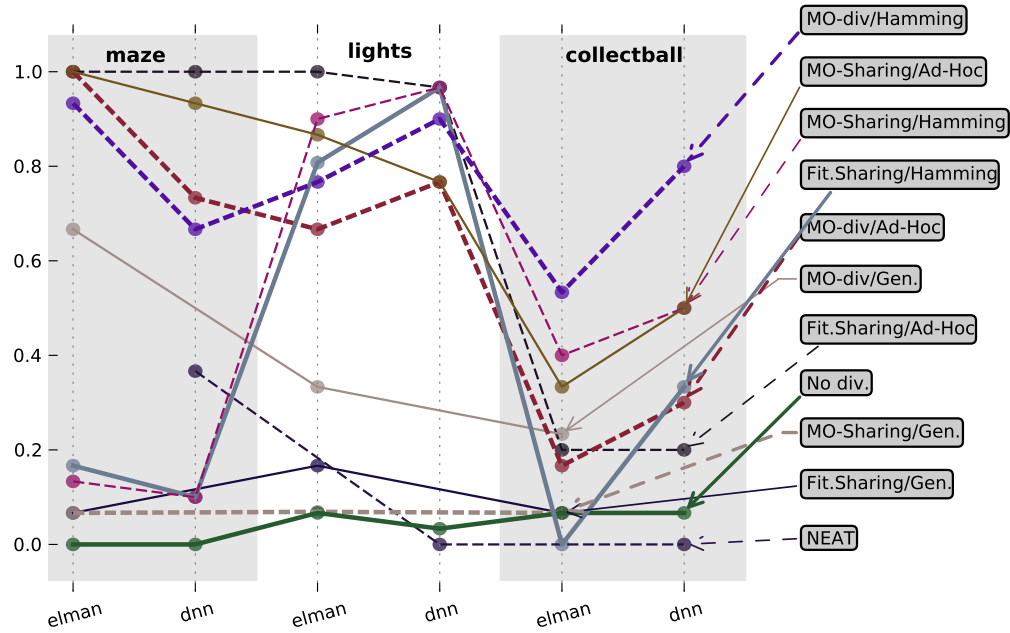 maze
lights
collectball
1.0
0.8
0.6
0.4
0.2
0.0
elman
dnn
elman
dnn
elman
dnn
MO-div/Hamming
MO-Sharing/Ad-Hoc
MO-Sharing/Hamming
Fit.Sharing/Hamming
MO-div/Ad-Hoc
MO-div/Gen.
Fit.Sharing/Ad-Hoc
No div.
MO-Sharing/Gen.
Fit.Sharing/Gen.
NEAT